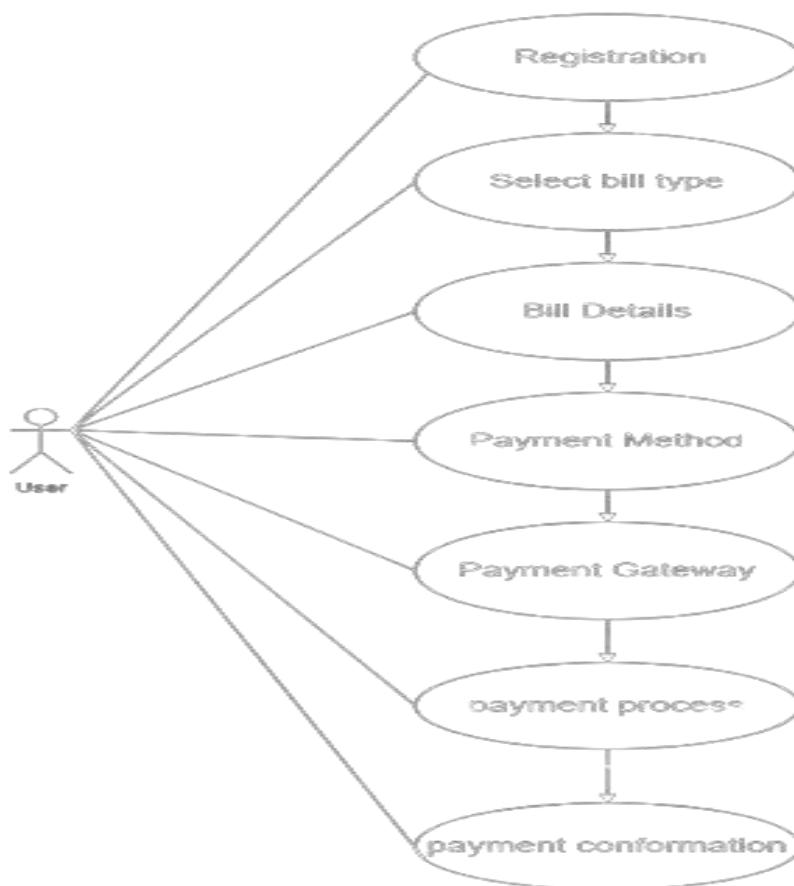 Registration
Select bill type
Bill Details
Payment Method
User
Payment Gateway
payment process
payment conformation